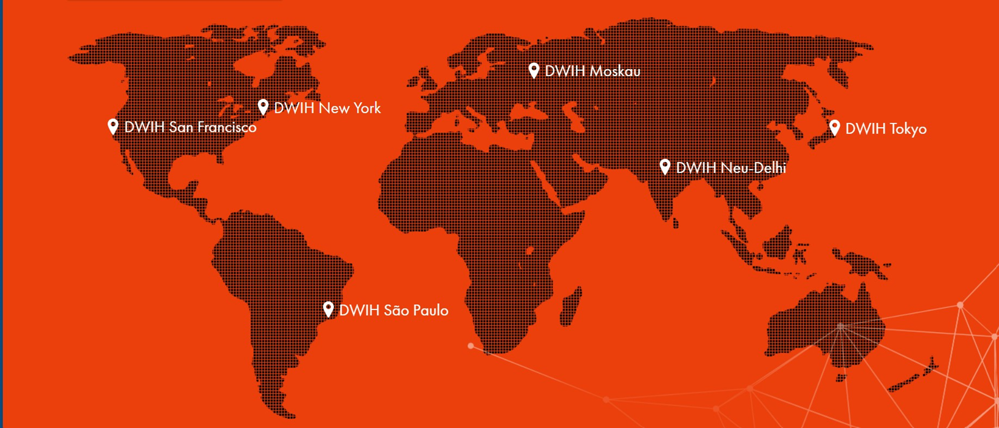 DWIH Moskau
DWIH New York
DWIH San Francisco
DWIH Tokyo
DWIH Neu-Delhi
DWIH São Paulo